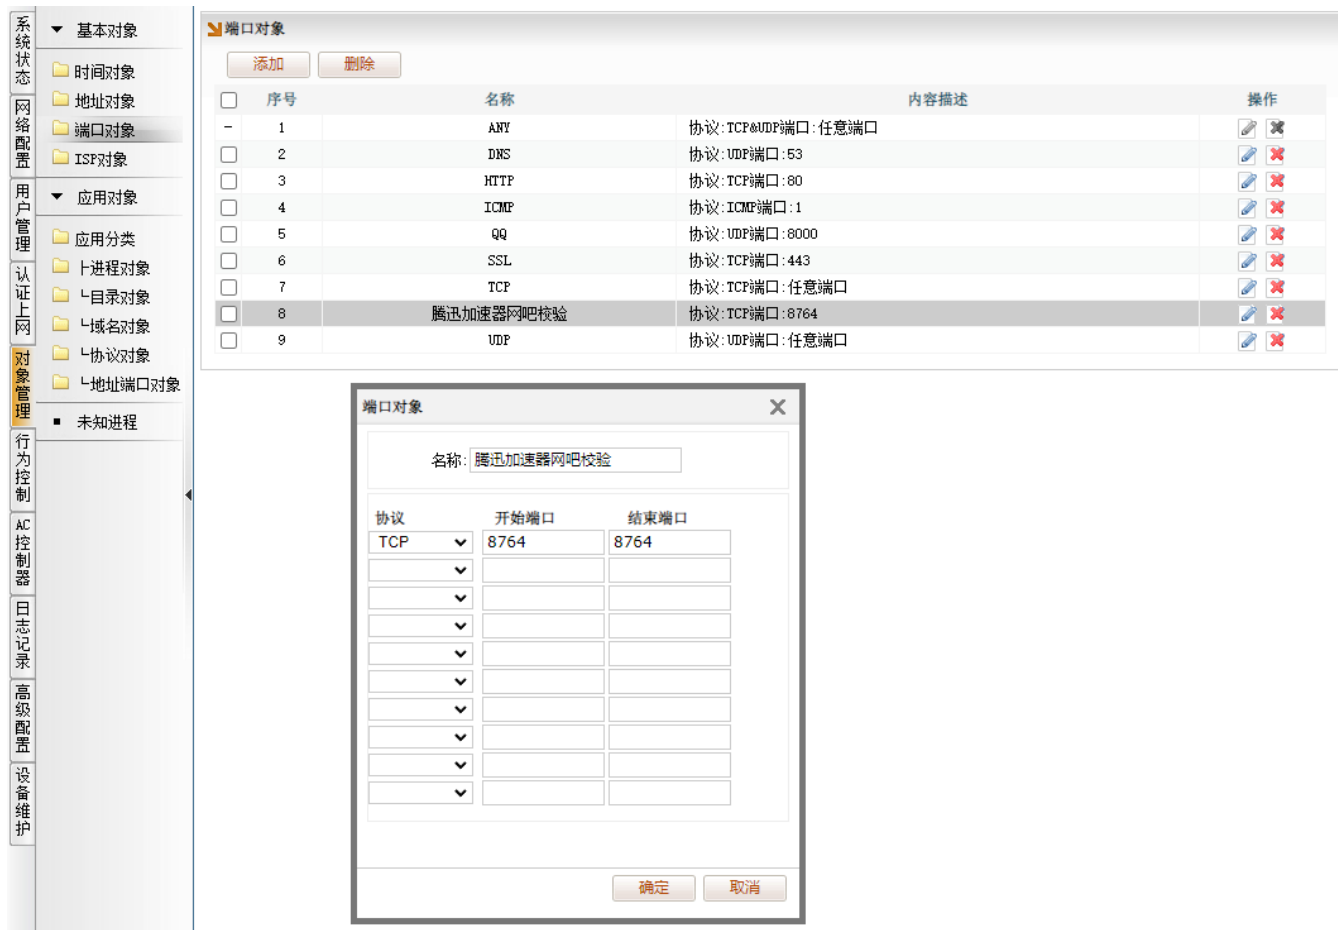 系统状态
网络配置
用户管理
认证上网
对象管理
行为控制
AC控制器
日志记录
高级配置
设备维护
基本对象
时间对象
地址对象
端口对象
ISP对象
应用对象
应用分类
├进程对象
└目录对象
└域名对象
└协议对象
└地址端口对象
未知进程
端口对象
添加 删除
序号 名称 内容描述 操作
1 ANY 协议:TCP&UDP端口:任意端口
2 DNS 协议:UDP端口:53
3 HTTP 协议:TCP端口:80
4 ICMP 协议:ICMP端口:1
5 QQ 协议:UDP端口:8000
6 SSL 协议:TCP端口:443
7 TCP 协议:TCP端口:任意端口
8 腾迅加速器网吧校验 协议:TCP端口:8764
9 UDP 协议:UDP端口:任意端口
端口对象
名称: 腾迅加速器网吧校验
协议 开始端口 结束端口
TCP 8764 8764
确定 取消